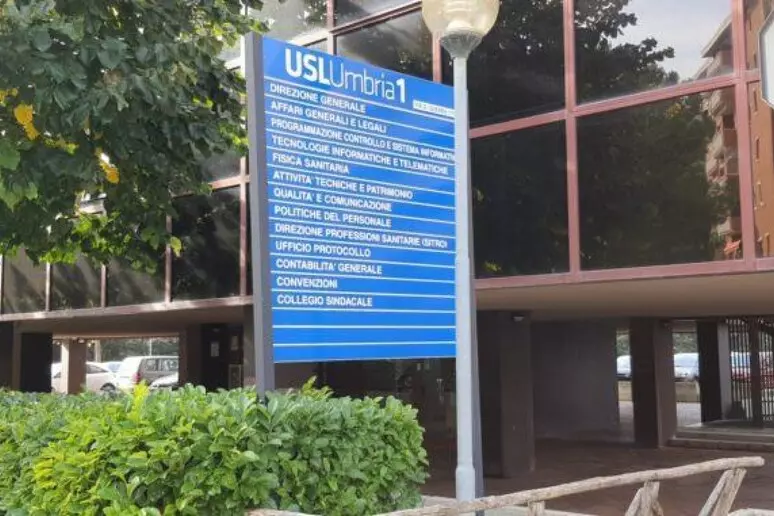 USLUmbria1
DIREZIONE GENERALE
AFFARI GENERALI E LEGALI
PROGRAMMAZIONE CONTROLLO E SISTEMA INFORMATIVO
TECNOLOGIE INFORMATICHE E TELEMATICHE
FISICA SANITARIA
ATTIVITA' TECNICHE E PATRIMONIO
QUALITA' E COMUNICAZIONE
POLITICHE DEL PERSONALE
DIREZIONE PROFESSIONI SANITARIE (SITRO)
UFFICIO PROTOCOLLO
CONTABILITA' GENERALE
CONVENZIONI
COLLEGIO SINDACALE